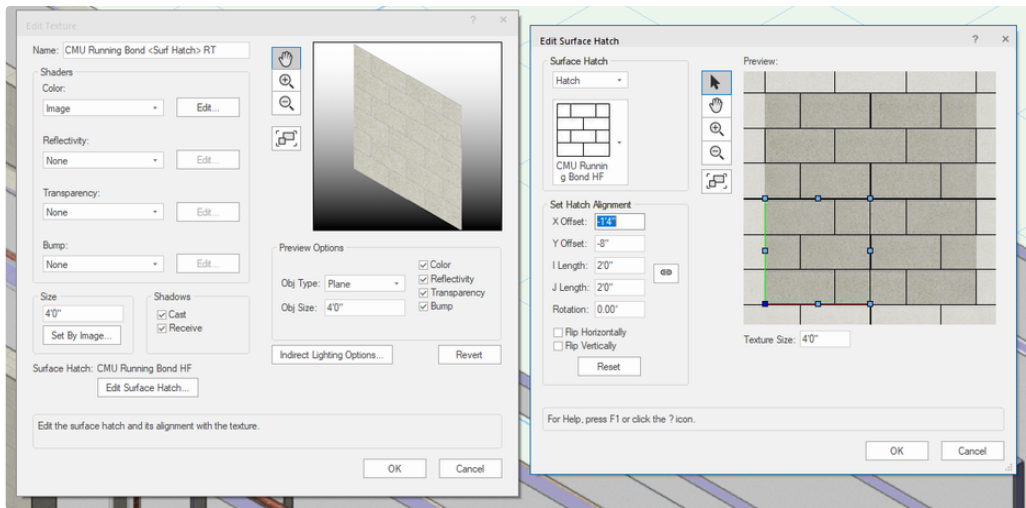 Edit Texture
?
×
Name: CMU Running Bond <Surf Hatch> RT
Shaders
Color:
Image
Edit...
Reflectivity:
None
Edit...
Transparency:
None
Edit...
Bump:
None
Edit...
Size
4'0"
Set By Image...
Shadows
Cast
Receive
Preview Options
Obj Type: Plane
Obj Size: 4'0"
Color
Reflectivity
Transparency
Bump
Indirect Lighting Options...
Revert
Surface Hatch: CMU Running Bond HF
Edit Surface Hatch...
Edit the surface hatch and its alignment with the texture.
OK
Cancel
Edit Surface Hatch
?
×
Surface Hatch
Hatch
CMU Runnin
g Bond HF
Set Hatch Alignment
X Offset: -1'4"
Y Offset: -8"
I Length: 2'0"
J Length: 2'0"
Rotation: 0.00°
Flip Horizontally
Flip Vertically
Reset
Preview:
Texture Size: 4'0"
For Help, press F1 or click the ? icon.
OK
Cancel